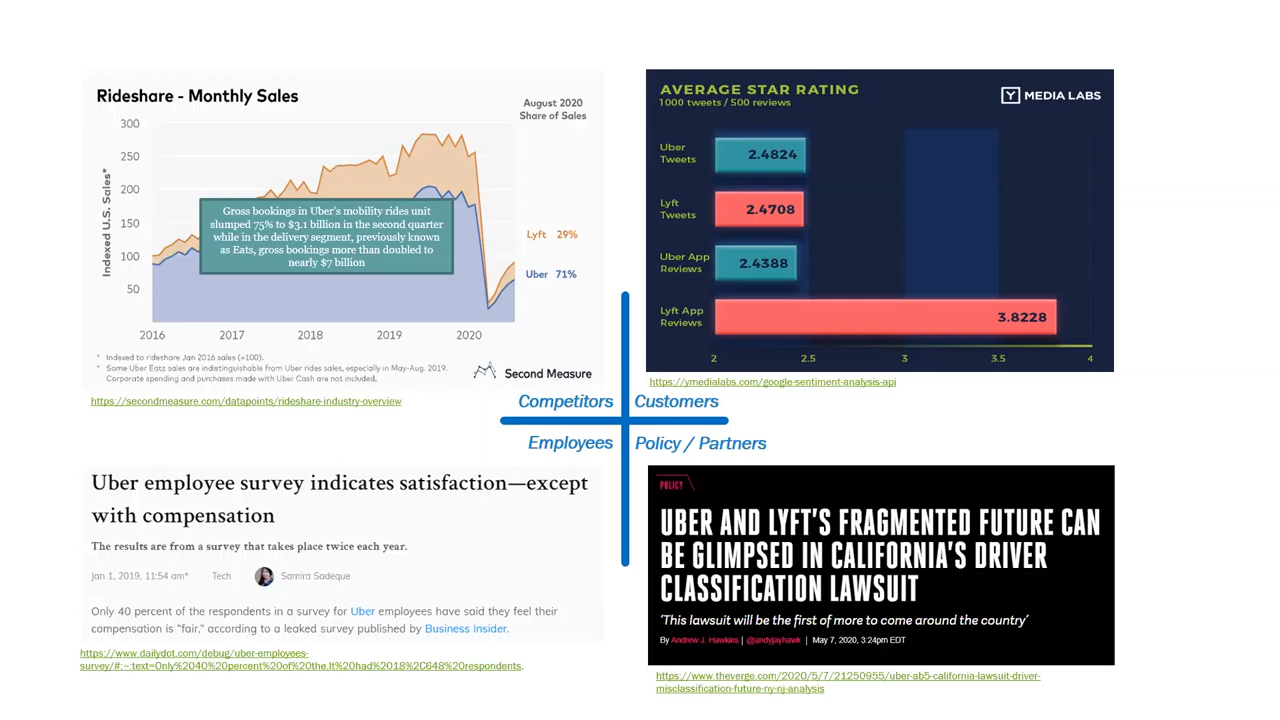 Rideshare - Monthly Sales
August 2020
Share of Sales
Indexed U.S. Sales*
300
250
200
150
100
50
Gross bookings in Uber's mobility rides unit
slumped 75% to $3.1 billion in the second quarter
while in the delivery segment, previously known
as Eats, gross bookings more than doubled to
nearly $7 billion
Lyft 29%
Uber 71%
2016 2017 2018 2019 2020
* Indexed to rideshare Jan 2016 sales (=100).
* Some Uber Eats sales are indistinguishable from Uber rides sales, especially in May-Aug. 2019.
Corporate spending and purchases made with Uber Cash are not included.
Second Measure
https://secondmeasure.com/datapoints/rideshare-industry-overview
AVERAGE STAR RATING
1000 tweets / 500 reviews
Y MEDIA LABS
Uber
Tweets
2.4824
Lyft
Tweets
2.4708
Uber App
Reviews
2.4388
Lyft App
Reviews
3.8228
2 2.5 3 3.5 4
https://ymedialabs.com/google-sentiment-analysis-api
Competitors
Customers
Employees
Policy / Partners
Uber employee survey indicates satisfaction—except
with compensation
The results are from a survey that takes place twice each year.
Jan 1, 2019, 11:54 am* Tech Samira Sadeque
Only 40 percent of the respondents in a survey for Uber employees have said they feel their
compensation is "fair," according to a leaked survey published by Business Insider.
https://www.dailydot.com/debug/uber-employees-
survey/#:~:text=Only%2040%20percent%20of%20the,It%20had%2018%2C648%20respondents.
POLICY
UBER AND LYFT'S FRAGMENTED FUTURE CAN
BE GLIMPSED IN CALIFORNIA'S DRIVER
CLASSIFICATION LAWSUIT
'This lawsuit will be the first of more to come around the country'
By Andrew J. Hawkins | @andyjayhawk | May 7, 2020, 3:24pm EDT
https://www.theverge.com/2020/5/7/21250955/uber-ab5-california-lawsuit-driver-
misclassification-future-ny-nj-analysis